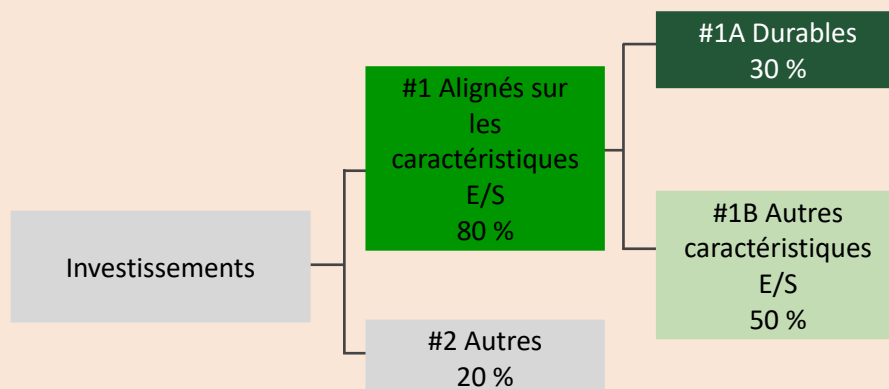 #1A Durables
30 %
#1 Alignés sur
les
caractéristiques
E/S
80 %
#1B Autres
caractéristiques
E/S
50 %
Investissements
#2 Autres
20 %